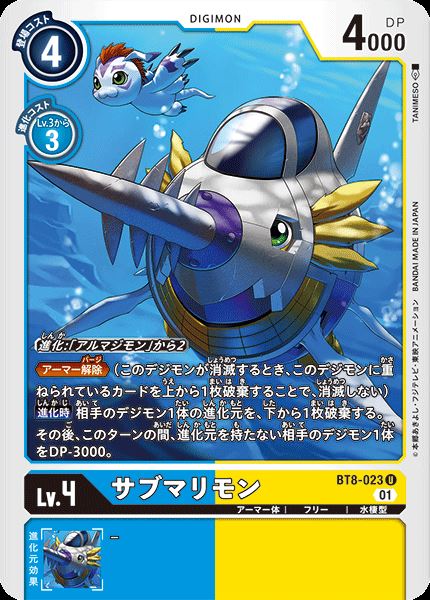 DIGIMON
登場コスト
4
DP
4000
進化コスト
Lv.3から
3
TANIMESO
©本郷あきよし・フジテレビ・東映アニメーション BANDAI MADE IN JAPAN
進化:「アルマジモン」から2
アーマー解除 (このデジモンが消滅するとき、このデジモンに重
ねられているカードを上から1枚破棄することで、消滅しない)
進化時 相手のデジモン1体の進化元を、下から1枚破棄する。
その後、このターンの間、進化元を持たない相手のデジモン1体
をDP-3000。
Lv.4
サブマリモン
BT8-023 U
01
アーマー体 | フリー | 水棲型
進化元効果
–